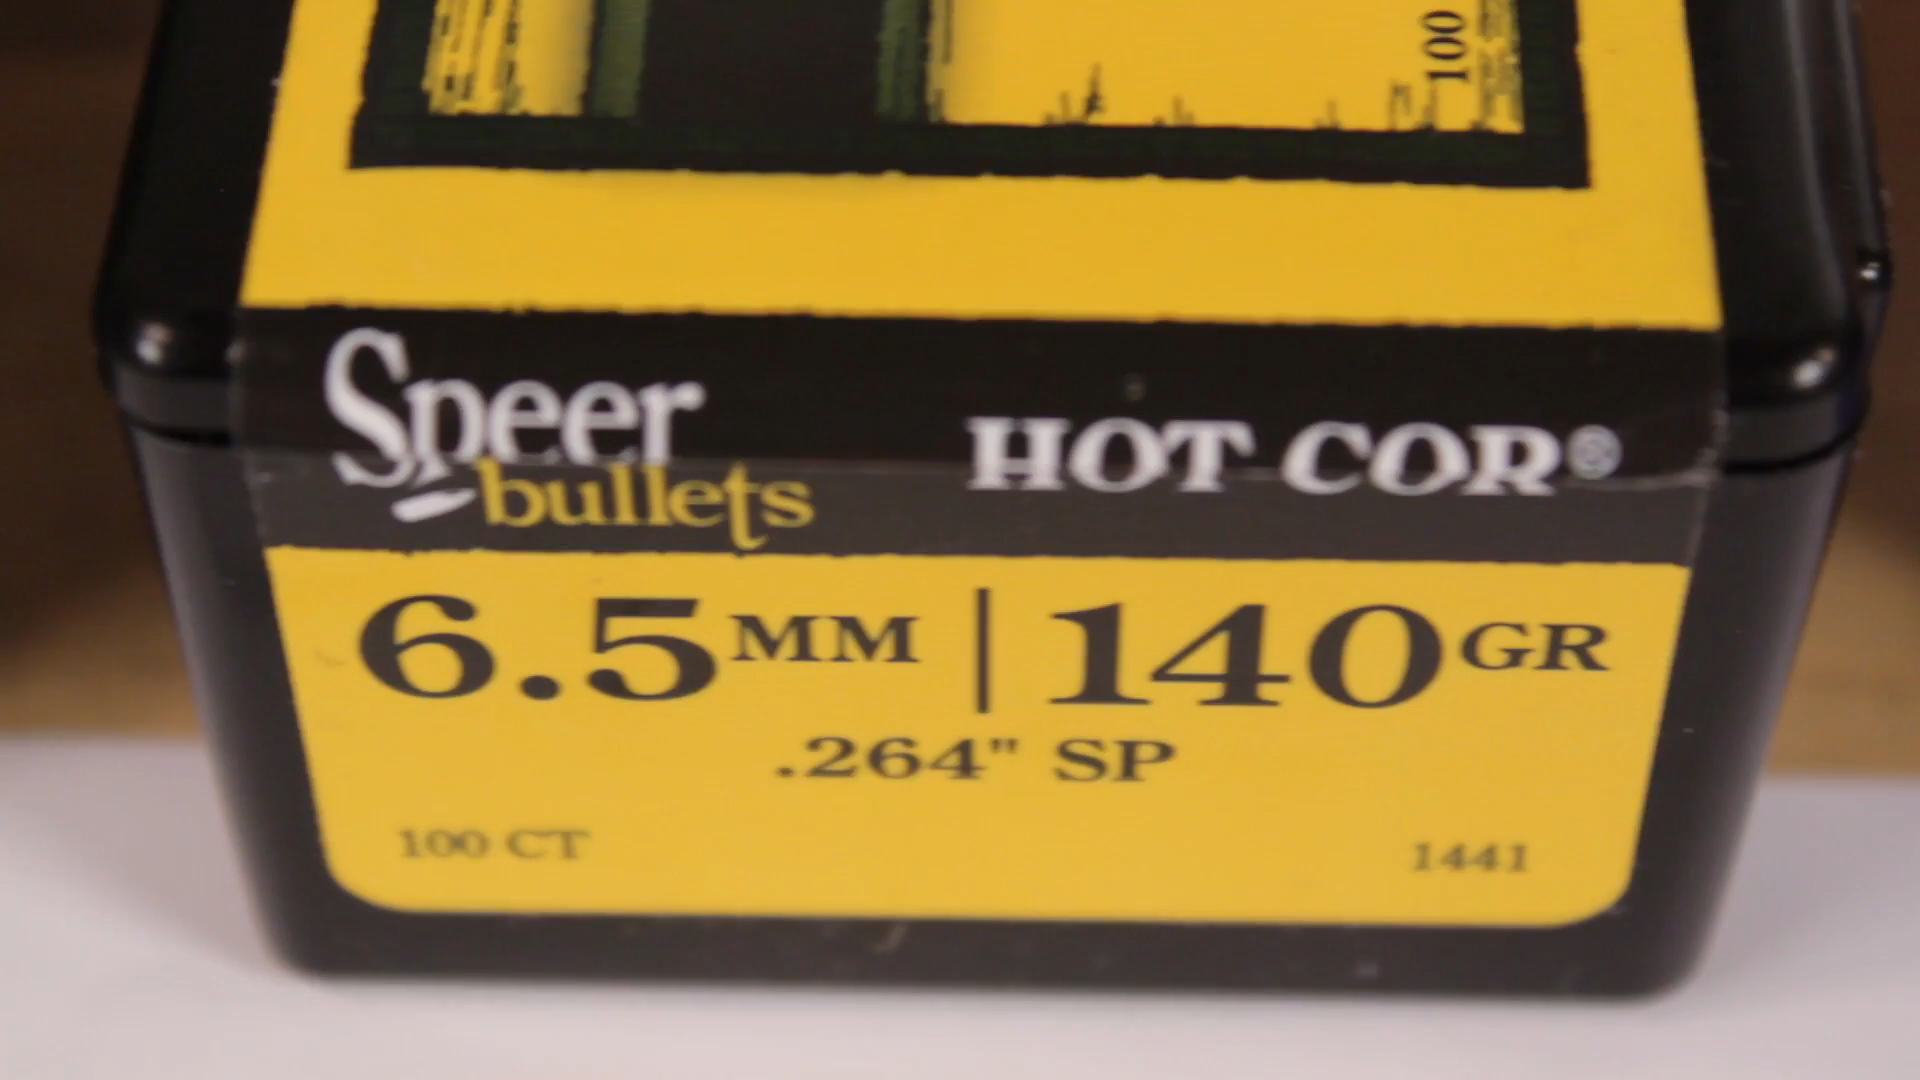 100
Speer
bullets
HOT COR®
6.5MM | 140GR
.264" SP
100 CT
1441